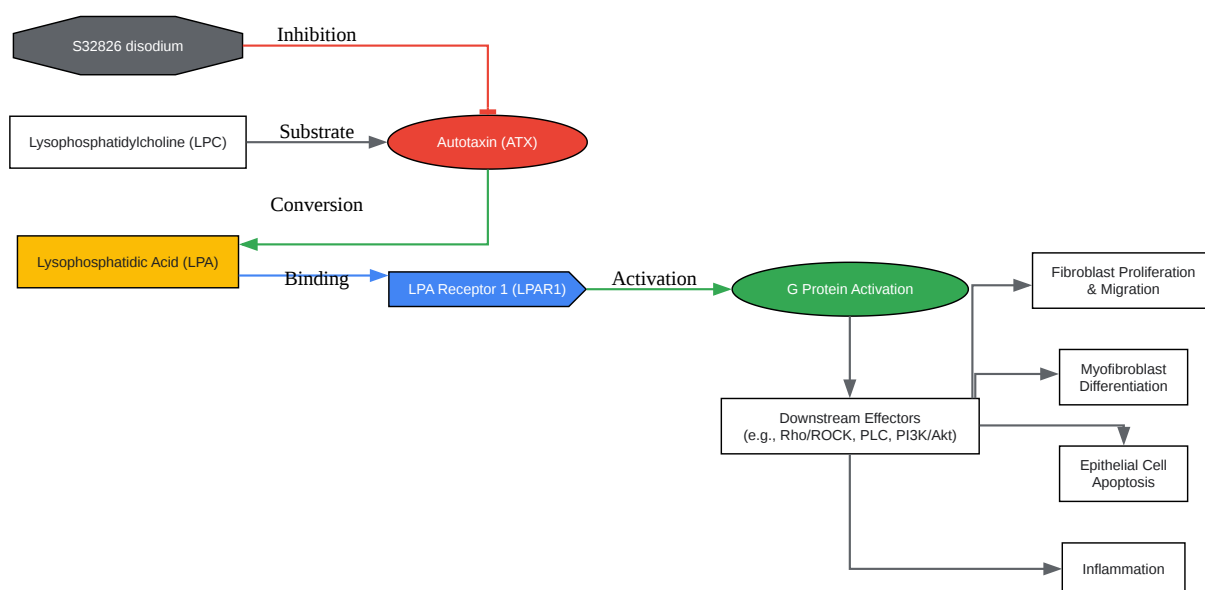 S32826 disodium
Inhibition
Lysophosphatidylcholine (LPC)
Substrate
Autotaxin (ATX)
Conversion
Lysophosphatidic Acid (LPA)
Binding
LPA Receptor 1 (LPAR1)
Activation
G Protein Activation
Fibroblast Proliferation
& Migration
Myofibroblast
Differentiation
Downstream Effectors
(e.g., Rho/ROCK, PLC, PI3K/Akt)
Epithelial Cell
Apoptosis
Inflammation